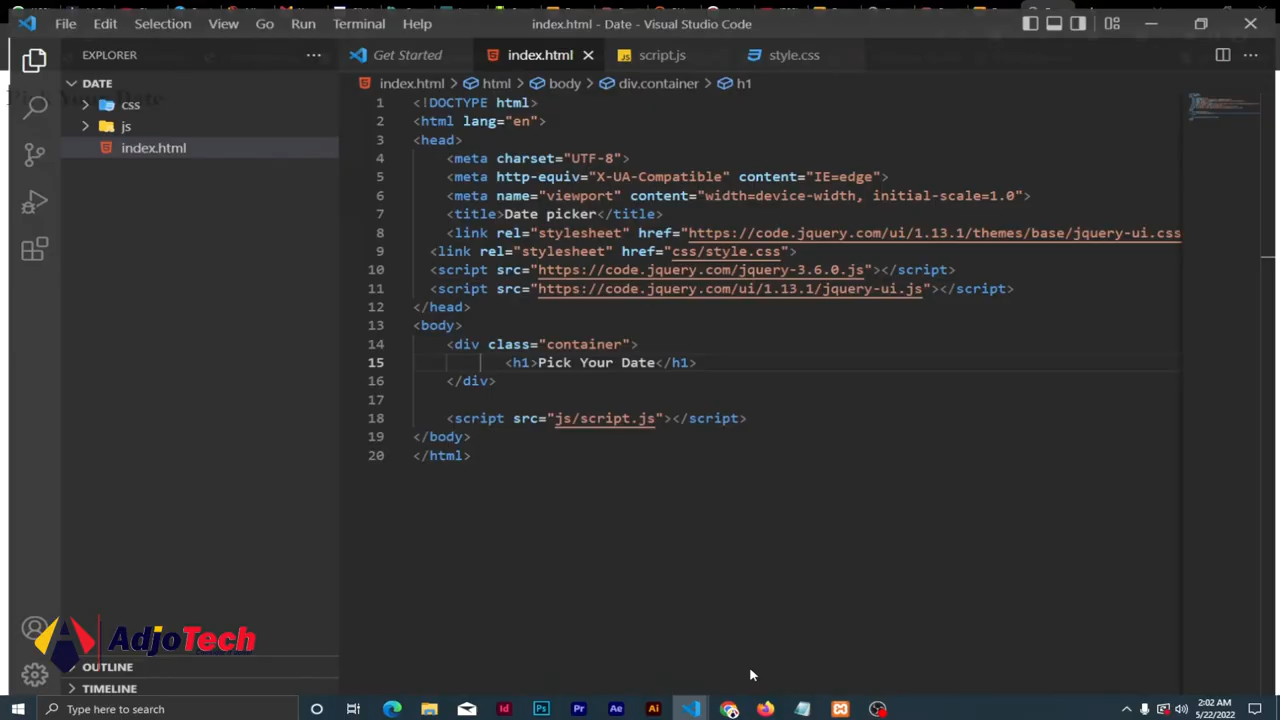 File Edit Selection View Go Run Terminal Help
index.html - Date - Visual Studio Code
EXPLORER
Get Started
index.html
script.js
style.css
DATE
css
js
index.html
index.html > html > body > div.container > h1
Pick Your Date
1 <!DOCTYPE html>
2 <html lang="en">
3 <head>
4 <meta charset="UTF-8">
5 <meta http-equiv="X-UA-Compatible" content="IE=edge">
6 <meta name="viewport" content="width=device-width, initial-scale=1.0">
7 <title>Date picker</title>
8 <link rel="stylesheet" href="https://code.jquery.com/ui/1.13.1/themes/base/jquery-ui.css
9 <link rel="stylesheet" href="css/style.css">
10 <script src="https://code.jquery.com/jquery-3.6.0.js"></script>
11 <script src="https://code.jquery.com/ui/1.13.1/jquery-ui.js"></script>
12 </head>
13 <body>
14 <div class="container">
15 <h1>Pick Your Date</h1>
16 </div>
17
18 <script src="js/script.js"></script>
19 </body>
20 </html>
AdjoTech
OUTLINE
TIMELINE
Type here to search
Id
Ps
Pr
Ae
Ai
2:02 AM
5/22/2022